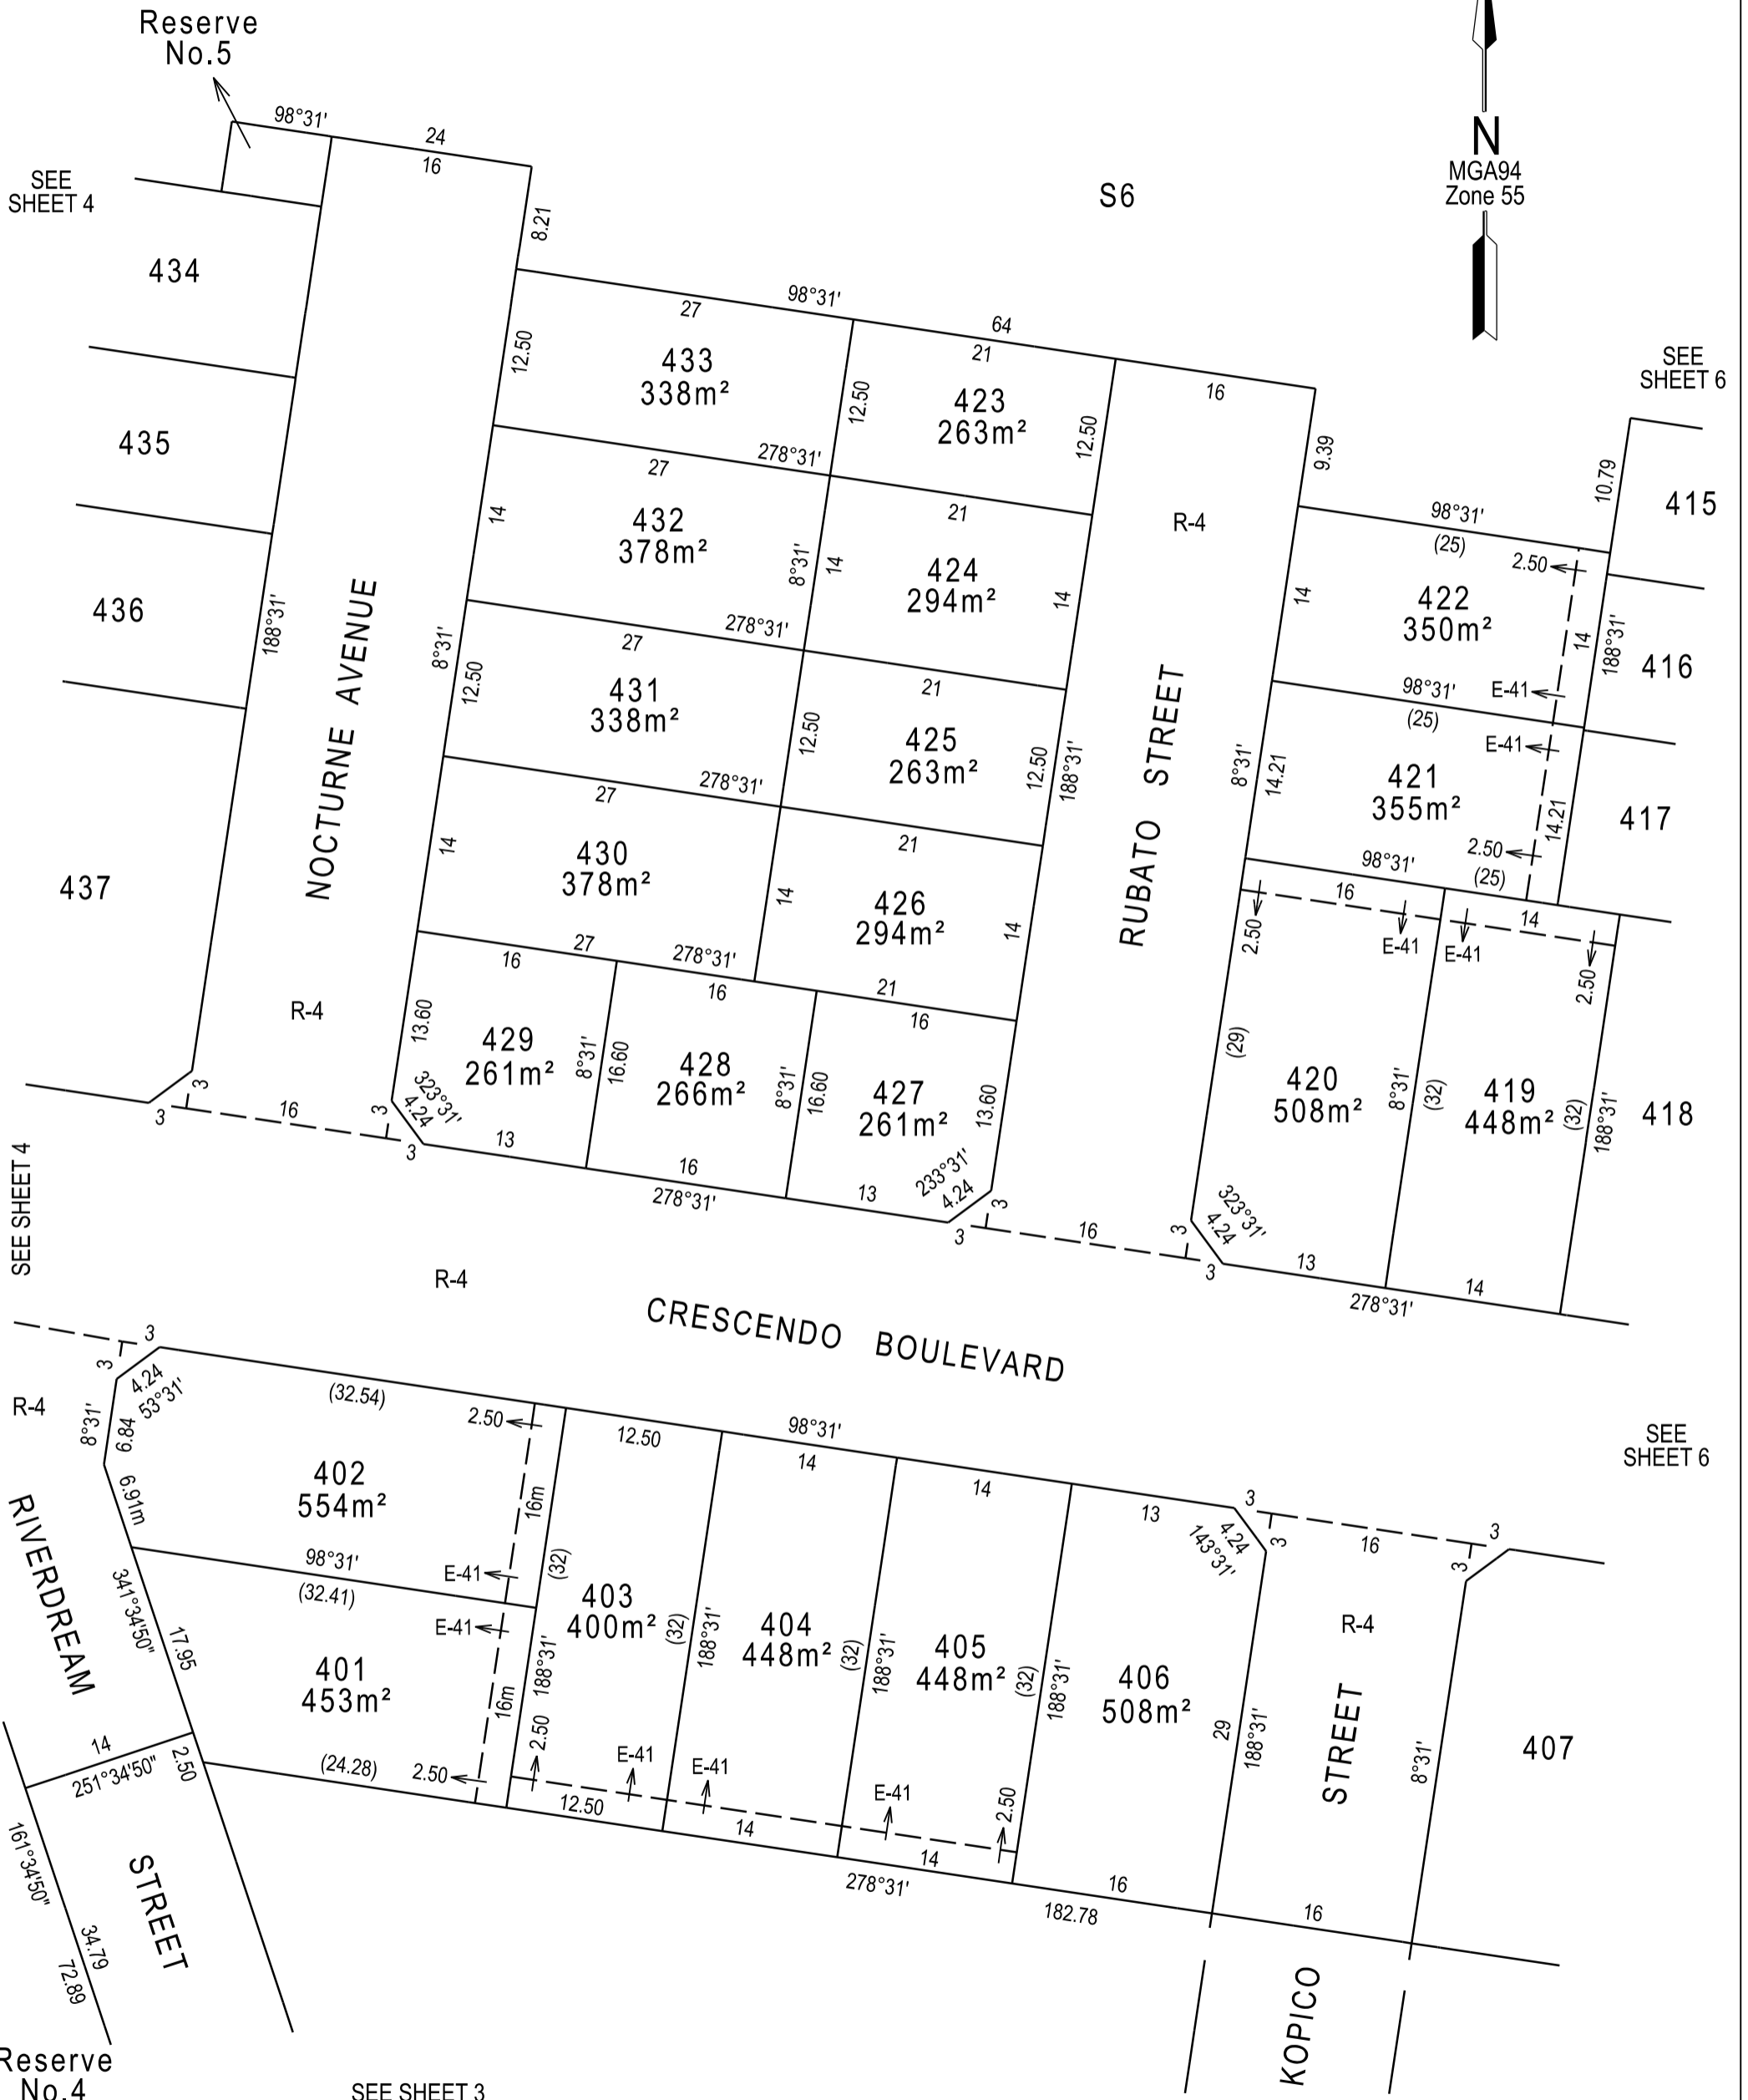 Reserve
No.5
98°31'
24
16
8.21
SEE
SHEET 4
S6
N
MGA94
Zone 55
434
435
436
437
188°31'
NOCTURNE AVENUE
R-4
8°31'
98°31'
27
64
21
16
12.50
433
338m²
12.50
423
263m²
12.50
278°31'
27
14
432
378m²
8°31'
14
21
424
294m²
14
278°31'
27
12.50
431
338m²
12.50
21
425
263m²
12.50
188°31'
278°31'
27
14
430
378m²
14
21
426
294m²
14
27
278°31'
21
16
16
16
13.60
429
261m²
8°31'
16.60
428
266m²
8°31'
16.60
427
261m²
13.60
323°31'
4.24
233°31'
4.24
3
3
16
3
3
13
16
278°31'
13
3
3
16
3
3
RUBATO STREET
R-4
9.39
SEE
SHEET 6
10.79
415
98°31'
(25)
2.50
14
422
350m²
14
188°31'
416
E-41
98°31'
(25)
E-41
8°31'
14.21
421
355m²
14.21
417
2.50
98°31'
(25)
16
14
2.50
E-41
E-41
2.50
(29)
420
508m²
8°31'
(32)
419
448m²
(32)
188°31'
418
323°31'
4.24
13
278°31'
14
SEE SHEET 4
R-4
CRESCENDO BOULEVARD
3
3
4.24
53°31'
R-4
8°31'
6.84
6.91m
(32.54)
2.50
402
554m²
16m
E-41
98°31'
(32.41)
E-41
401
453m²
16m
341°34'50"
17.95
RIVERDREAM
STREET
14
251°34'50"
2.50
(24.28)
2.50
161°34'50"
34.79
72.89
Reserve
No.4
SEE SHEET 3
12.50
98°31'
14
14
13
(32)
188°31'
403
400m²
(32)
188°31'
404
448m²
(32)
188°31'
405
448m²
(32)
188°31'
406
508m²
29
188°31'
2.50
E-41
E-41
E-41
2.50
12.50
14
14
278°31'
16
182.78
3
4.24
143°31'
3
16
3
3
SEE
SHEET 6
R-4
KOPICO
STREET
8°31'
407
16